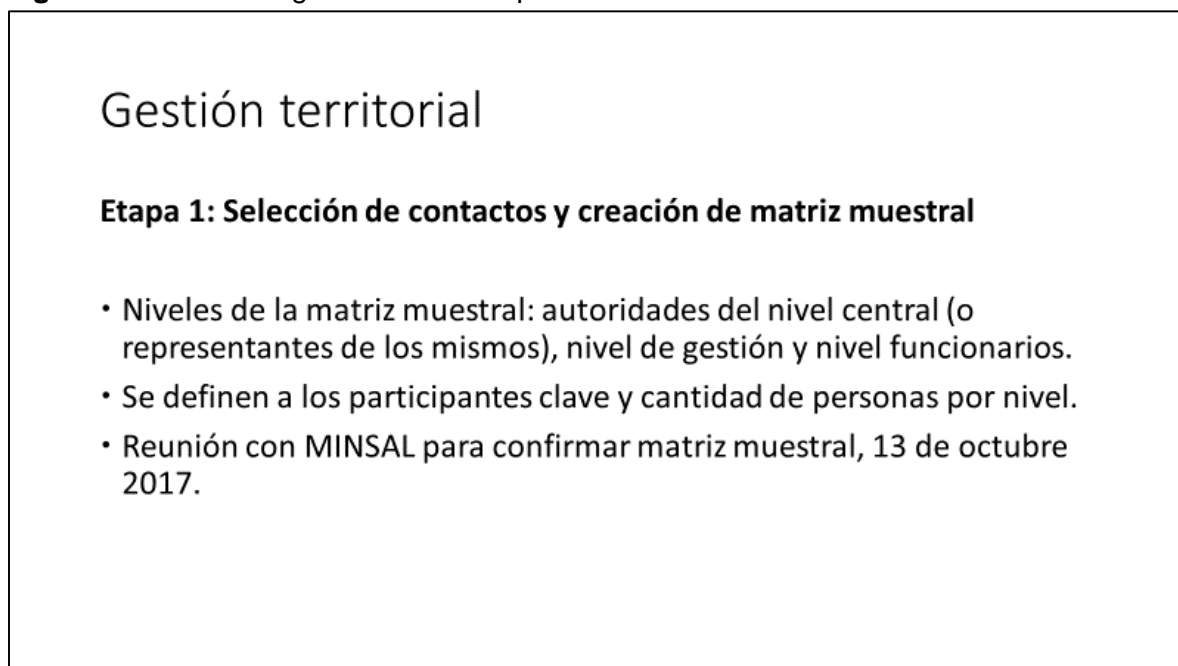 Gestión territorial
Etapa 1: Selección de contactos y creación de matriz muestral
• Niveles de la matriz muestral: autoridades del nivel central (o
representantes de los mismos), nivel de gestión y nivel funcionarios.
• Se definen a los participantes clave y cantidad de personas por nivel.
• Reunión con MINSAL para confirmar matriz muestral, 13 de octubre
2017.